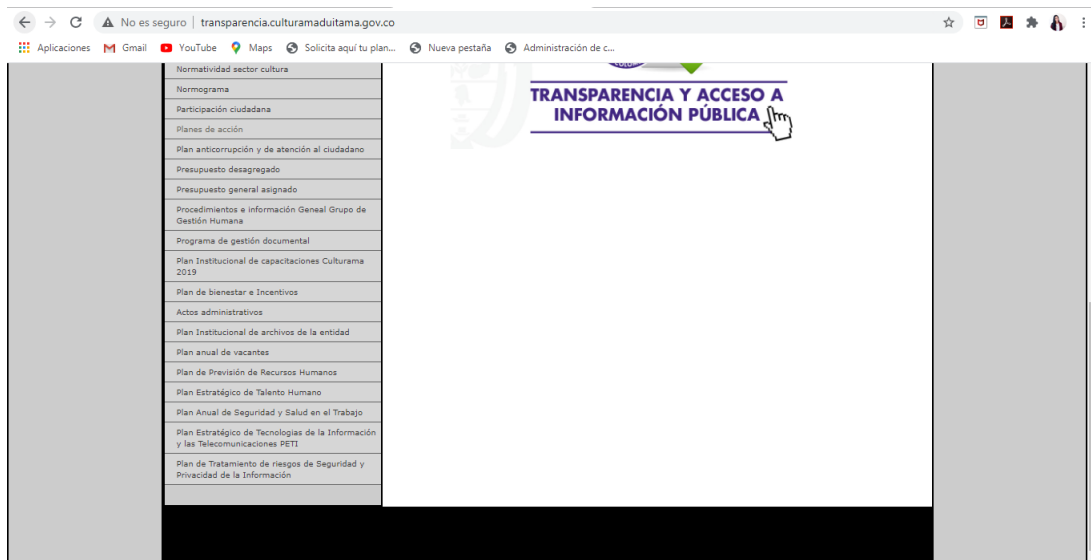 No es seguro | transparencia.culturamaduitama.gov.co
Aplicaciones Gmail YouTube Maps Solicita aquí tu plan... Nueva pestaña Administración de c...
Normatividad sector cultura
Normograma
Participación ciudadana
Planes de acción
Plan anticorrupción y de atención al ciudadano
Presupuesto desagregado
Presupuesto general asignado
Procedimientos e información Geneal Grupo de
Gestión Humana
Programa de gestión documental
Plan Institucional de capacitaciones Culturama
2019
Plan de bienestar e Incentivos
Actos administrativos
Plan Institucional de archivos de la entidad
Plan anual de vacantes
Plan de Previsión de Recursos Humanos
Plan Estratégico de Talento Humano
Plan Anual de Seguridad y Salud en el Trabajo
Plan Estratégico de Tecnologias de la Información
y las Telecomunicaciones PETI
Plan de Tratamiento de riesgos de Seguridad y
Privacidad de la Información
TRANSPARENCIA Y ACCESO A
INFORMACIÓN PÚBLICA